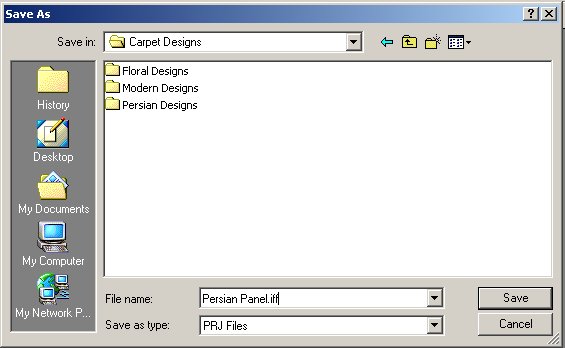 Save As
Save in: Carpet Designs
History
Desktop
My Documents
My Computer
My Network P...
Floral Designs
Modern Designs
Persian Designs
File name: Persian Panel.iff Save
Save as type: PRJ Files Cancel